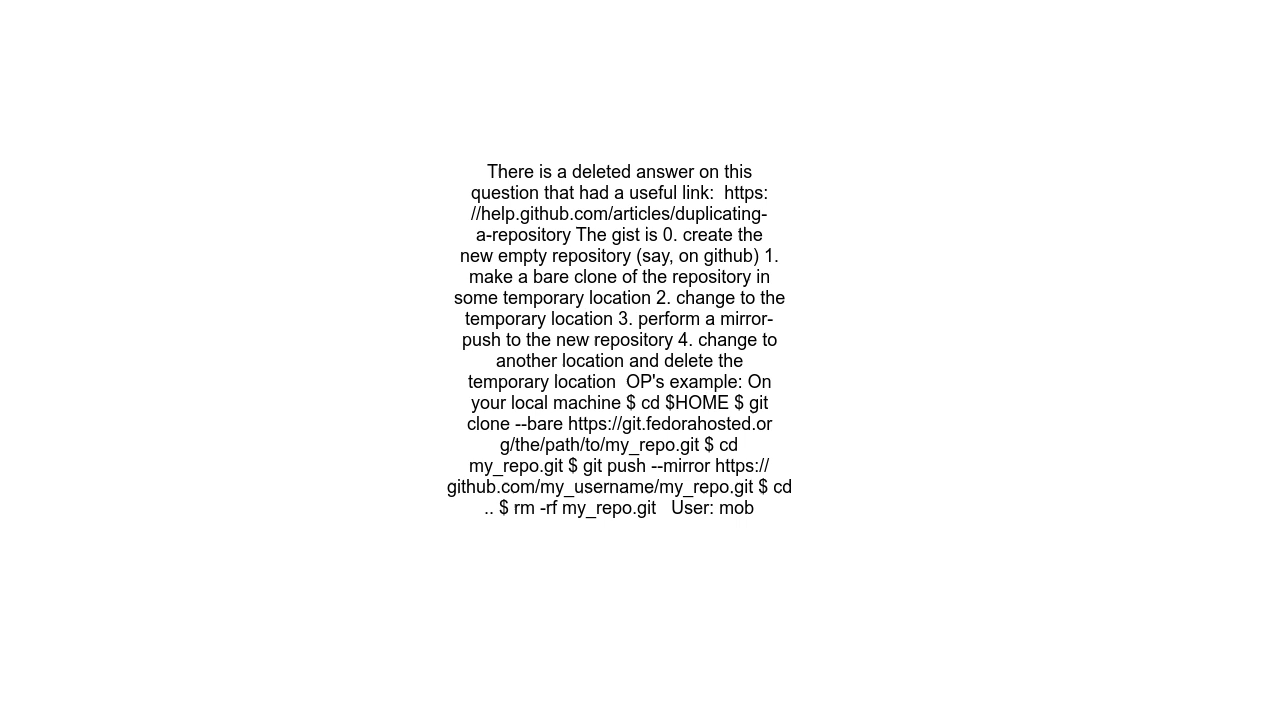 There is a deleted answer on this
question that had a useful link:  https:
//help.github.com/articles/duplicating-
a-repository The gist is 0. create the
new empty repository (say, on github) 1.
make a bare clone of the repository in
some temporary location 2. change to the
temporary location 3. perform a mirror-
push to the new repository 4. change to
another location and delete the
temporary location  OP's example: On
your local machine $ cd $HOME $ git
clone --bare https://git.fedorahosted.or
g/the/path/to/my_repo.git $ cd
my_repo.git $ git push --mirror https://
github.com/my_username/my_repo.git $ cd
.. $ rm -rf my_repo.git   User: mob